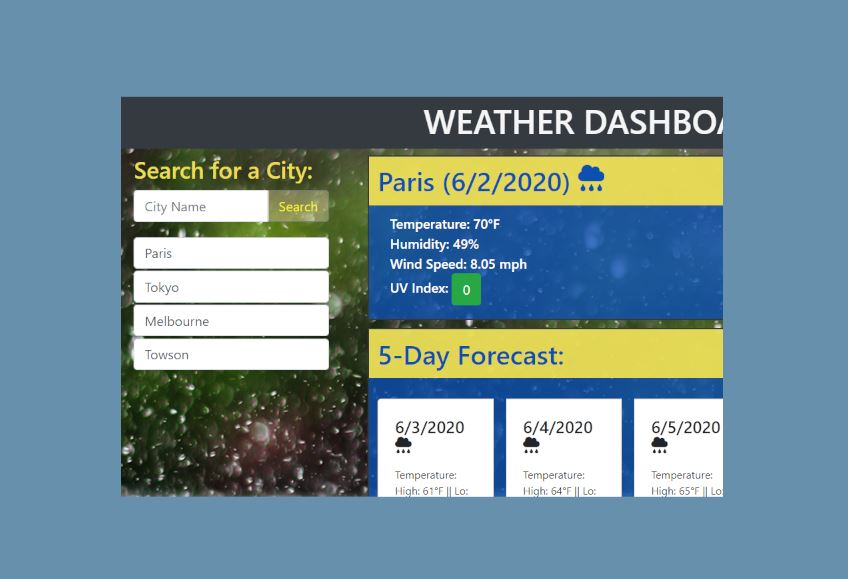 WEATHER DASHBOA
Search for a City:
City Name
Search
Paris
Tokyo
Melbourne
Towson
Paris (6/2/2020)
Temperature: 70°F
Humidity: 49%
Wind Speed: 8.05 mph
UV Index: 0
5-Day Forecast:
6/3/2020
Temperature:
High: 61°F || Lo:
6/4/2020
Temperature:
High: 64°F || Lo:
6/5/2020
Temperature:
High: 65°F || Lo: